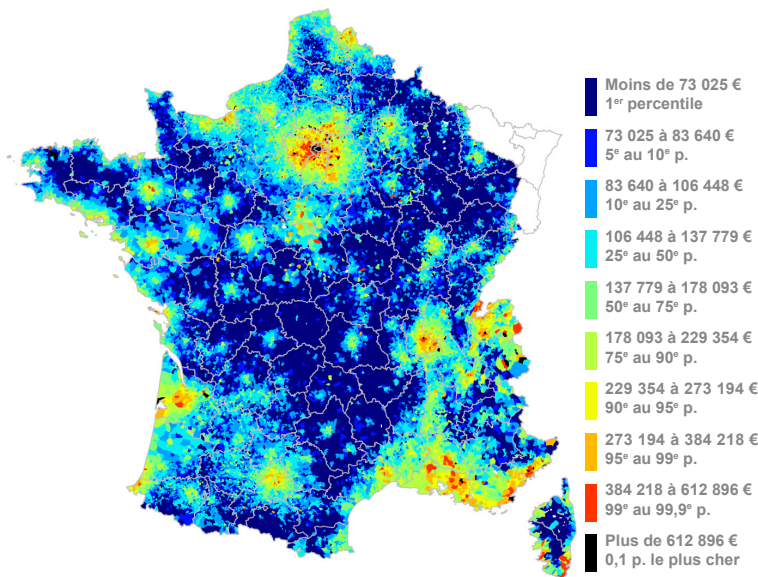 Moins de 73 025 €
1er percentile
73 025 à 83 640 €
5e au 10e p.
83 640 à 106 448 €
10e au 25e p.
106 448 à 137 779 €
25e au 50e p.
137 779 à 178 093 €
50e au 75e p.
178 093 à 229 354 €
75e au 90e p.
229 354 à 273 194 €
90e au 95e p.
273 194 à 384 218 €
95e au 99e p.
384 218 à 612 896 €
99e au 99,9e p.
Plus de 612 896 €
0,1 p. le plus cher